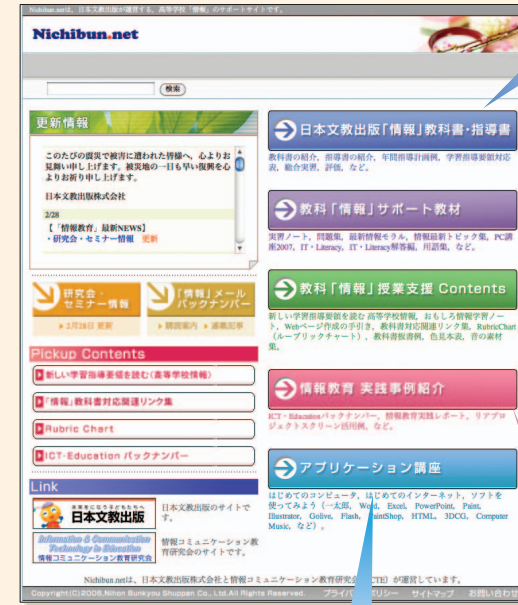 Nichibun.netは、日本文教出版が運営する、高等学校「情報」のサポートサイトです。
Nichibun.net
検索
更新情報
このたびの震災で被害に遭われた皆様へ、心よりお
見舞い申し上げます。被災地の一日も早い復興を心
よりお祈り申し上げます。
日本文教出版株式会社
2/28
【「情報教育」最新NEWS】
・研究会・セミナー情報 更新
研究会・
セミナー情報
▶2月28日 更新
「情報」メール
バックナンバー
▶購読案内 ▶連載記事
Pickup Contents
新しい学習指導要領を読む(高等学校情報)
「情報」教科書対応関連リンク集
Rubric Chart
ICT・Education バックナンバー
Link
未来をになう子どもたちへ
日本文教出版
日本文教出版のサイトで
す。
Information & Communication
Technology in Education
情報コミュニケーション教育研究会
情報コミュニケーション教
育研究会のサイトです。
日本文教出版「情報」教科書・指導書
教科書の紹介、指導書の紹介、年間指導計画例、学習指導要領対応
表、総合実習、評価、など。
教科「情報」サポート教材
実習ノート、問題集、最新情報モラル、情報最新トピック集、PC講
座2007、IT・Literacy、IT・Literacy解答編、用語集、など。
教科「情報」授業支援 Contents
新しい学習指導要領を読む 高等学校情報、おもしろ情報学習ノー
ト、Webページ作成の手引き、教科書対応関連リンク集、RubricChart
(ルーブリックチャート)、教科書板書例、色見本表、音の素材
集。
情報教育 実践事例紹介
ICT・Educationバックナンバー、情報教育実践レポート、リアプロ
ジェクトスクリーン活用例、など。
アプリケーション講座
はじめてのコンピュータ、はじめてのインターネット、ソフトを
使ってみよう(一太郎、Word、Excel、PowerPoint、Paint、
Illustrator、Golive、Flash、PaintShop、HTML、3DCG、Computer
Music、など)。
Nichibun.netは、日本文教出版株式会社と情報コミュニケーション教育研究会(ICTE)が運営しています。
Copyright(C)2008.Nihon Bunkyou Shuppan Co., Ltd.All Rights Reserved. プライバシーポリシー サイトマップ お問い合わせ